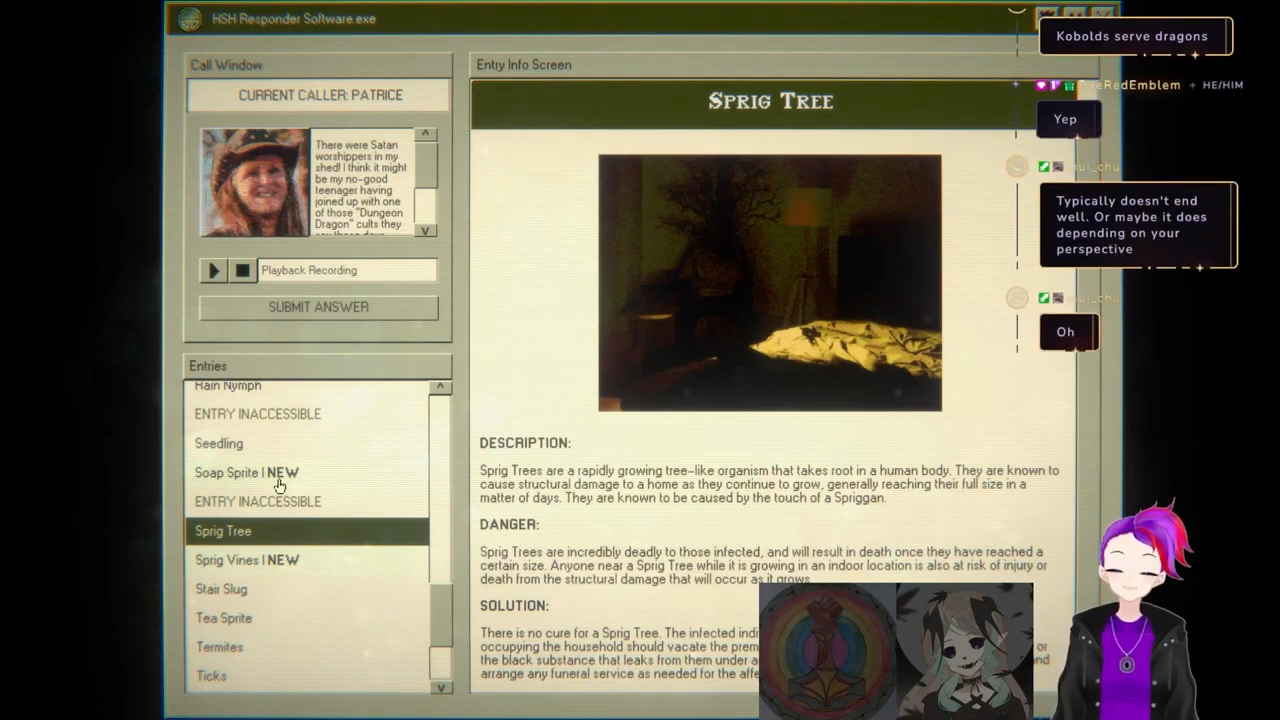 HSH Responder Software.exe
Call Window
CURRENT CALLER: PATRICE
There were Satan
worshippers in my
shed! I think it might
be my no-good
teenager having
joined up with one
of those "Dungeon
Dragon" cults they
Playback Recording
SUBMIT ANSWER
Entries
Rain Nymph
ENTRY INACCESSIBLE
Seedling
Soap Sprite | NEW
ENTRY INACCESSIBLE
Sprig Tree
Sprig Vines | NEW
Stair Slug
Tea Sprite
Termites
Ticks
Entry Info Screen
SPRIG TREE
DESCRIPTION:
Sprig Trees are a rapidly growing tree-like organism that takes root in a human body. They are known to
cause structural damage to a home as they continue to grow, generally reaching their full size in a
matter of days. They are known to be caused by the touch of a Spriggan.
DANGER:
Sprig Trees are incredibly deadly to those infected, and will result in death once they have reached a
certain size. Anyone near a Sprig Tree while it is growing in an indoor location is also at risk of injury or
death from the structural damage that will occur as it grows.
SOLUTION:
There is no cure for a Sprig Tree. The infected indi
occupying the household should vacate the prem or
the black substance that leaks from them under a and
arrange any funeral service as needed for the affe
Kobolds serve dragons
reRedEmblem HE/HIM
Yep
ui_chu
Typically doesn't end
well. Or maybe it does
depending on your
perspective
ui_chu
Oh